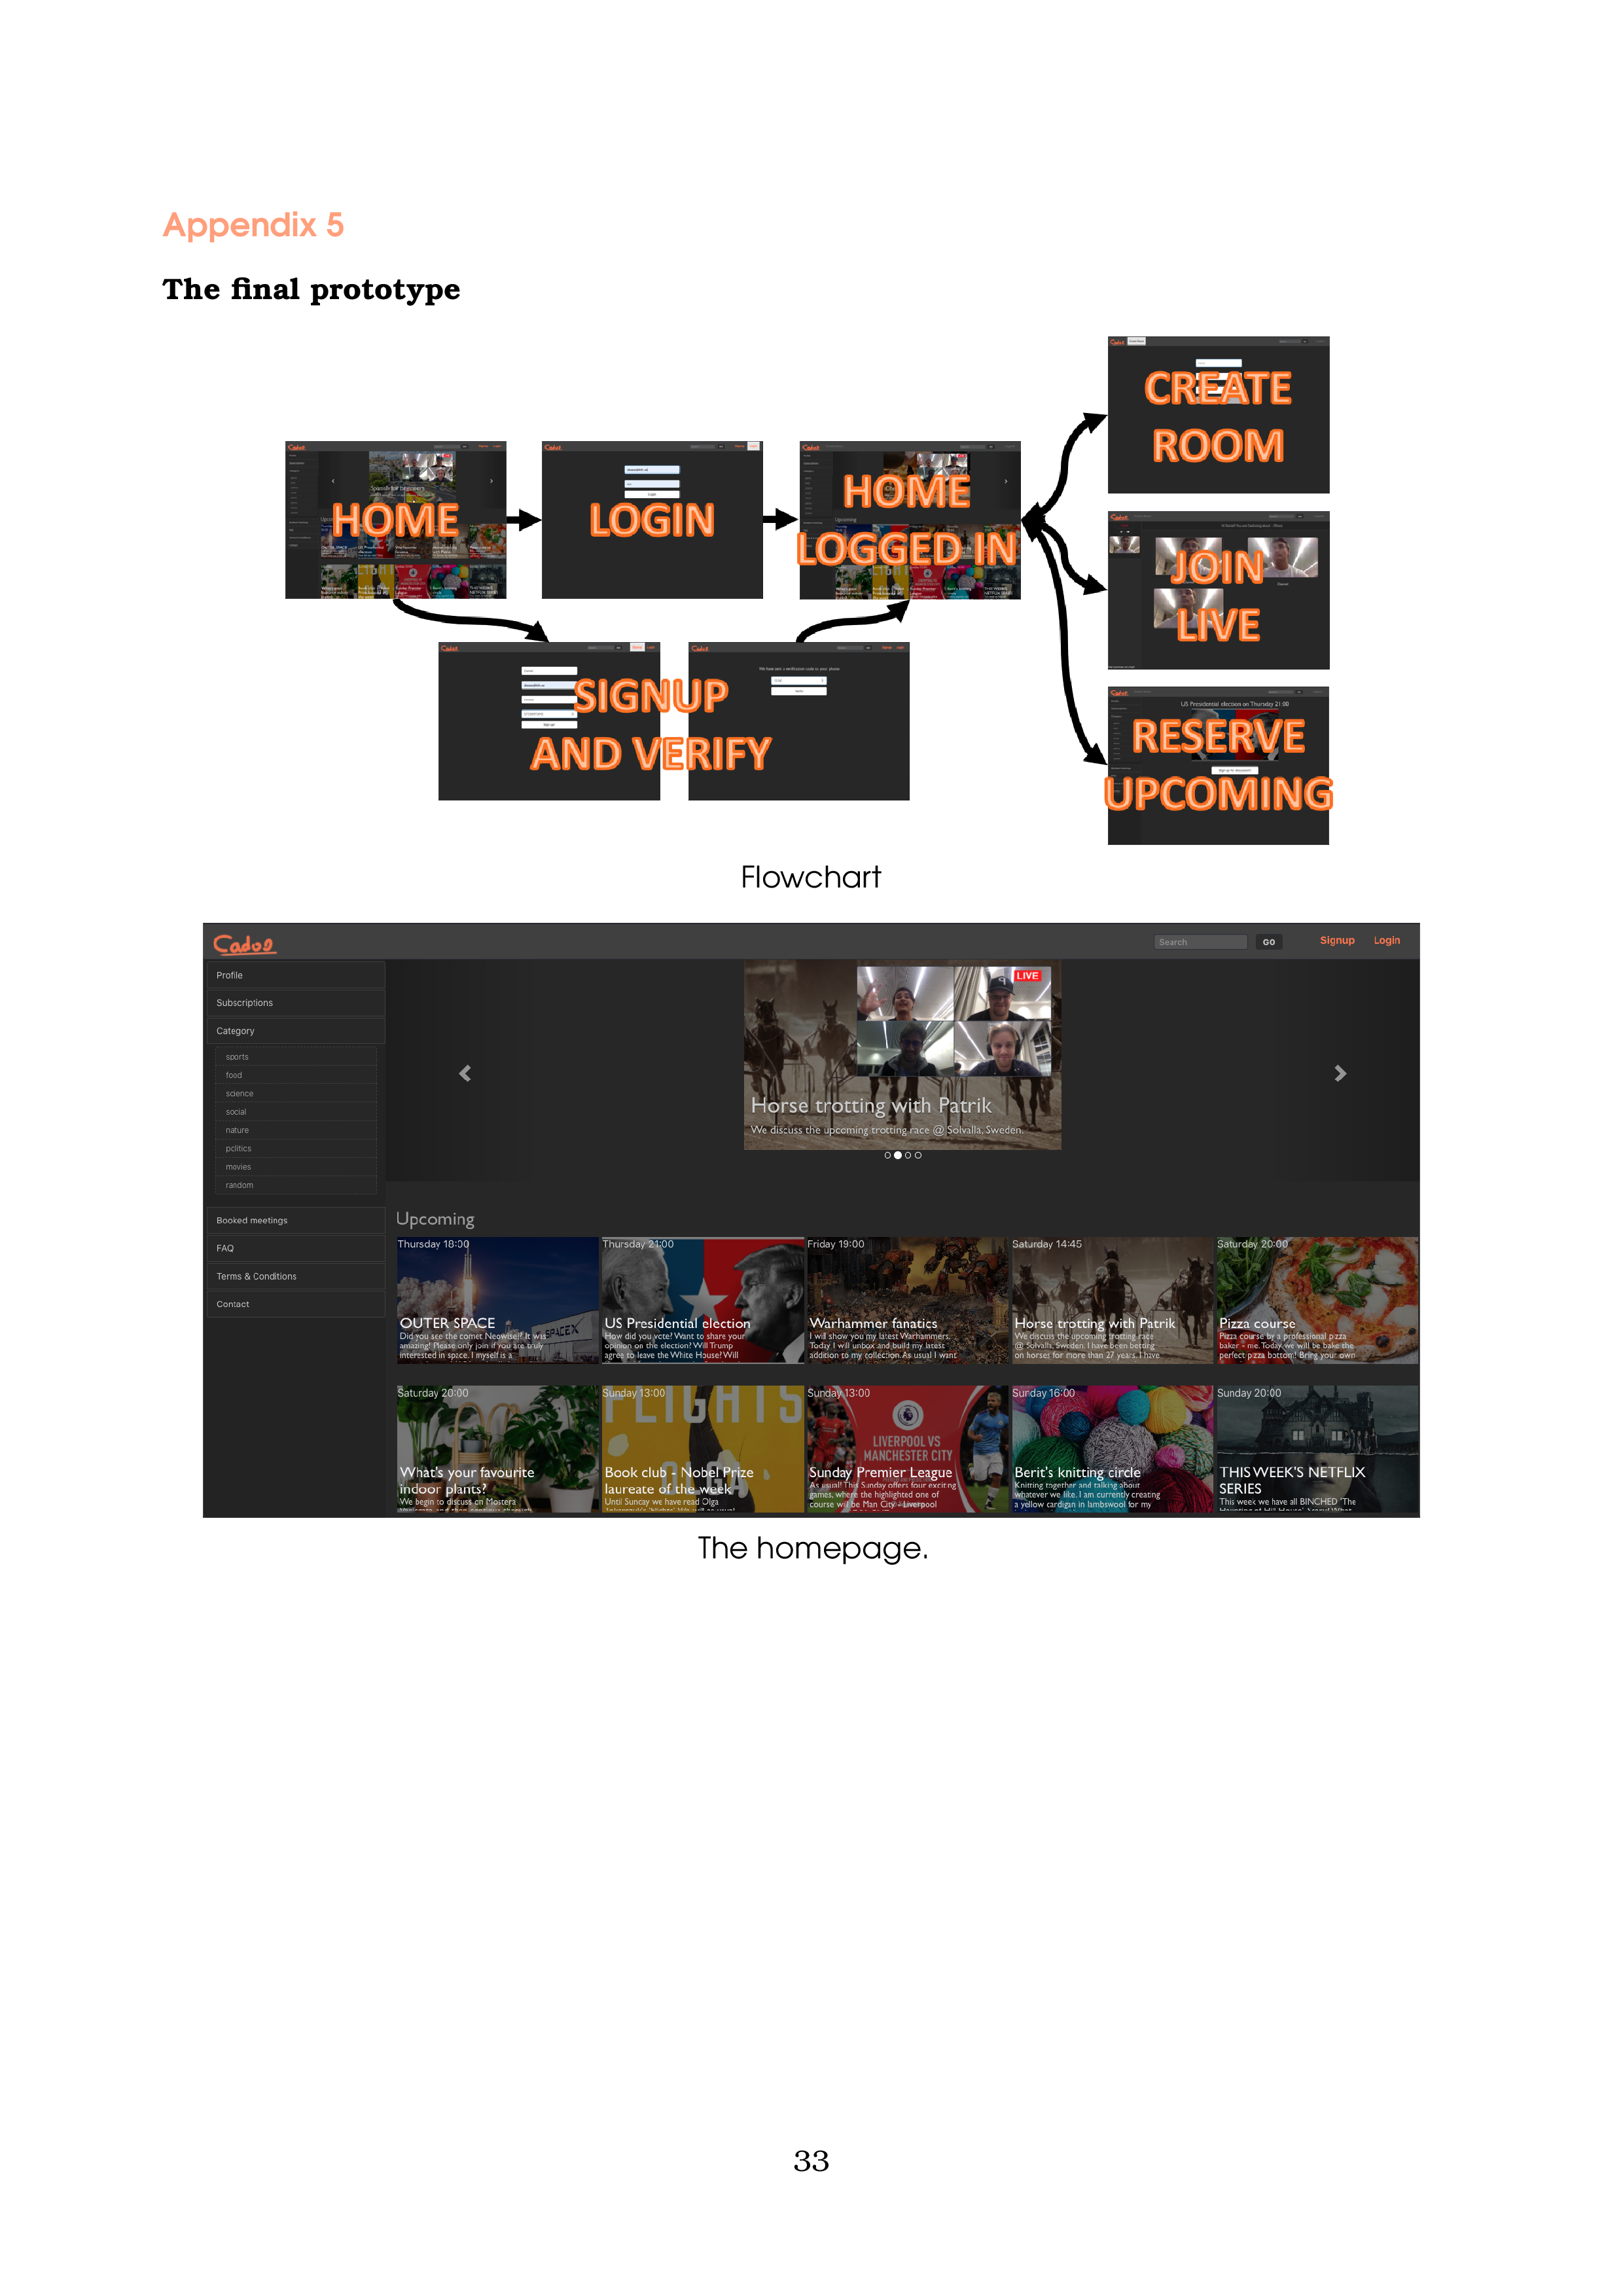 Appendix 5
The final prototype
HOME
LOGIN
HOME
LOGGED IN
SIGNUP
AND VERIFY
CREATE
ROOM
JOIN
LIVE
US Presidential election on Thursday 21:00
RESERVE
UPCOMING
Flowchart
Cadoo
Search
GO
Signup
Login
Profile
Subscriptions
Category
sports
food
science
social
nature
politics
movies
random
Booked meetings
FAQ
Terms & Conditions
Contact
LIVE
Horse trotting with Patrik
We discuss the upcoming trotting race @ Solvalla, Sweden.
Upcoming
Thursday 18:00
SPACEX
OUTER SPACE
Did you see the comet Neowise!? It was
amazing! Please only join if you are truly
interested in space. I myself is a
Thursday 21:00
US Presidential election
How did you vote? Want to share your
opinion on the election? Will Trump
agree to leave the White House? Will
Friday 19:00
Warhammer fanatics
I will show you my latest Warhammers.
Today I will unbox and build my latest
addition to my collection. As usual I want
Saturday 14:45
Horse trotting with Patrik
We discuss the upcoming trotting race
@ Solvalla, Sweden. I have been betting
on horses for more than 27 years. I have
Saturday 20:00
Pizza course
Pizza course by a professional pizza
baker - me. Today we will be bake the
perfect pizza bottom! Bring your own
Saturday 20:00
What's your favourite
indoor plants?
We begin to discuss on Mostera
Sunday 13:00
FLIGHTS
Book club - Nobel Prize
laureate of the week
Until Sunday we have read Olga
Sunday 13:00
LIVERPOOL VS
MANCHESTER CITY
Sunday Premier League
As usual! This Sunday offers four exciting
games, where the highlighted one of
course will be Man City - Liverpool
Sunday 16:00
Berit's knitting circle
Knitting together and talking about
whatever we like. I am currently creating
a yellow cardigan in lambswool for my
Sunday 20:00
THIS WEEK'S NETFLIX
SERIES
This week we have all BINCHED 'The
The homepage.
33